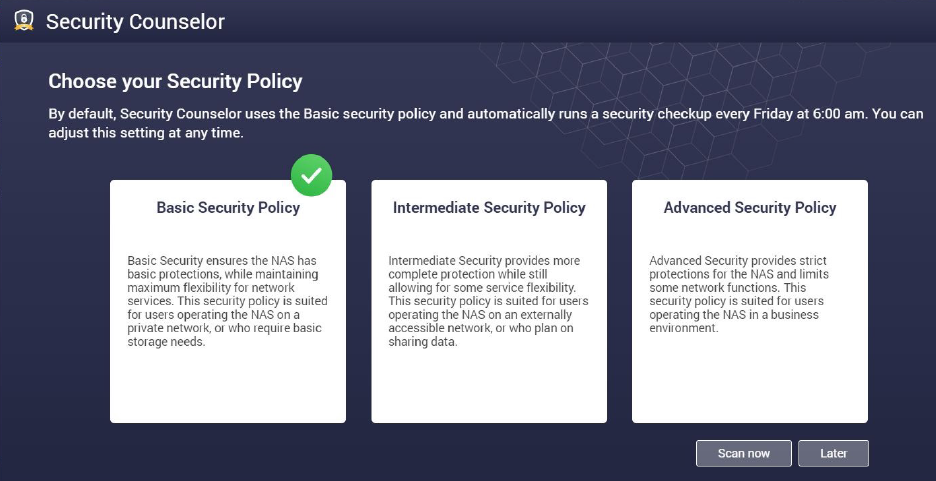 Security Counselor
Choose your Security Policy
By default, Security Counselor uses the Basic security policy and automatically runs a security checkup every Friday at 6:00 am. You can
adjust this setting at any time.
Basic Security Policy
Basic Security ensures the NAS has
basic protections, while maintaining
maximum flexibility for network
services. This security policy is suited
for users operating the NAS on a
private network, or who require basic
storage needs.
Intermediate Security Policy
Intermediate Security provides more
complete protection while still
allowing for some service flexibility.
This security policy is suited for users
operating the NAS on an externally
accessible network, or who plan on
sharing data.
Advanced Security Policy
Advanced Security provides strict
protections for the NAS and limits
some network functions. This
security policy is suited for users
operating the NAS in a business
environment.
Scan now
Later